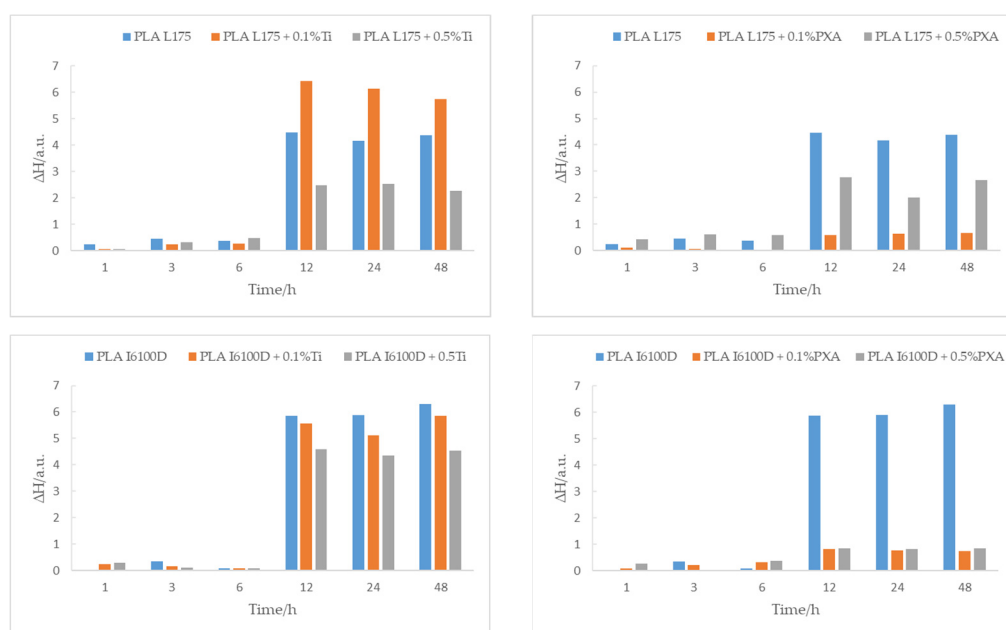 PLA L175 PLA L175 + 0.1%Ti PLA L175 + 0.5%Ti
7
6
5
4
3
2
1
0
ΔH/a.u.
1 3 6 12 24 48
Time/h
PLA L175 PLA L175 + 0.1%PXA PLA L175 + 0.5%PXA
7
6
5
4
3
2
1
0
ΔH/a.u.
1 3 6 12 24 48
Time/h
PLA I6100D PLA I6100D + 0.1%Ti PLA I6100D + 0.5Ti
7
6
5
4
3
2
1
0
ΔH/a.u.
1 3 6 12 24 48
Time/h
PLA I6100D PLA I6100D + 0.1%PXA PLA I6100D + 0.5%PXA
7
6
5
4
3
2
1
0
ΔH/a.u.
1 3 6 12 24 48
Time/h